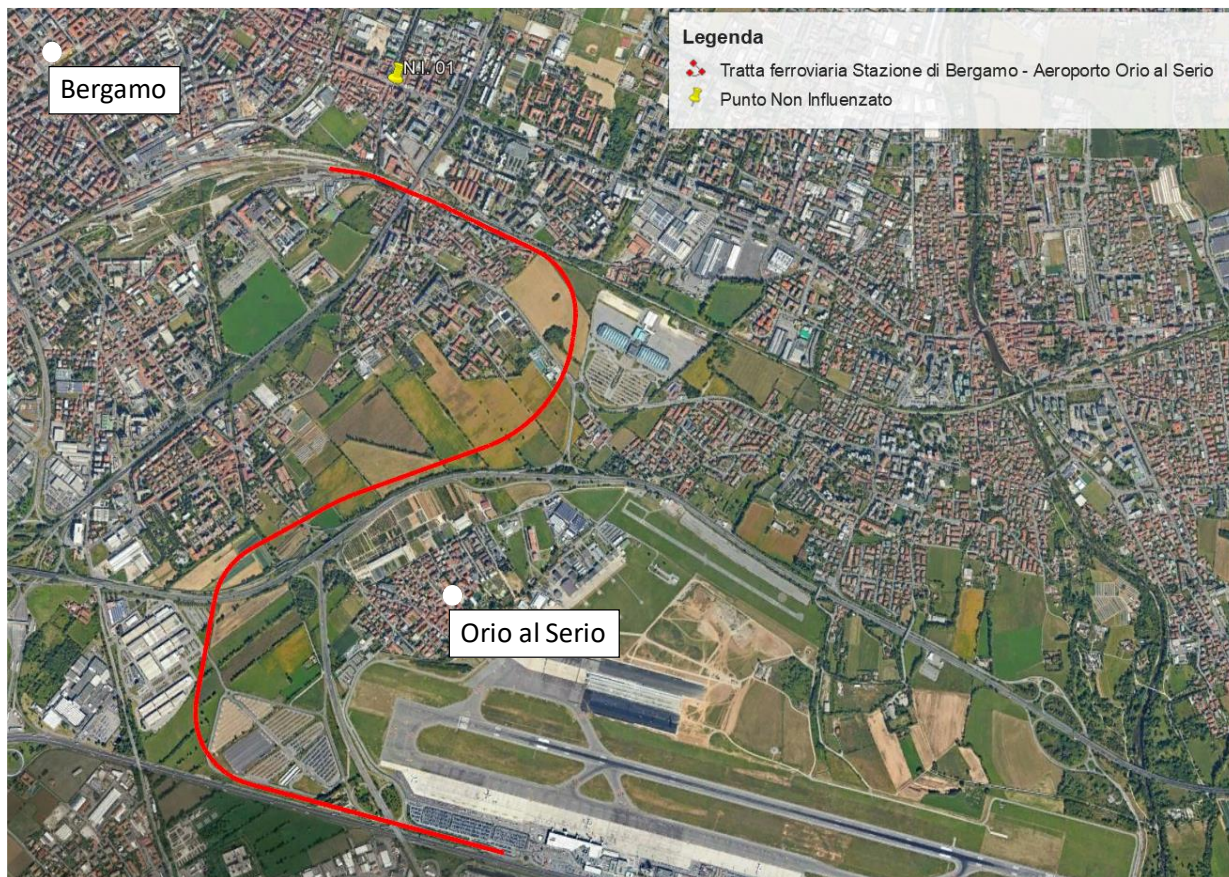 Legenda
Tratta ferroviaria Stazione di Bergamo - Aeroporto Orio al Serio
Punto Non Influenzato
N.I. 01
Bergamo
Orio al Serio